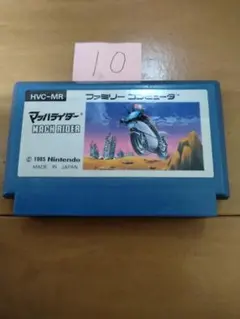 10
HVC-MR
ファミリーコンピュータ
マッハライダー
MACH RIDER
© 1985 Nintendo
MADE IN JAPAN